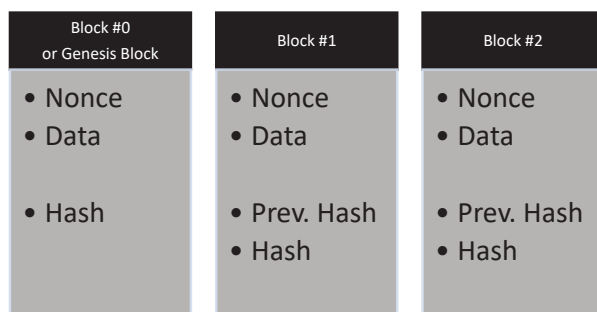 Block #0
or Genesis Block
• Nonce
• Data
• Hash
Block #1
• Nonce
• Data
• Prev. Hash
• Hash
Block #2
• Nonce
• Data
• Prev. Hash
• Hash